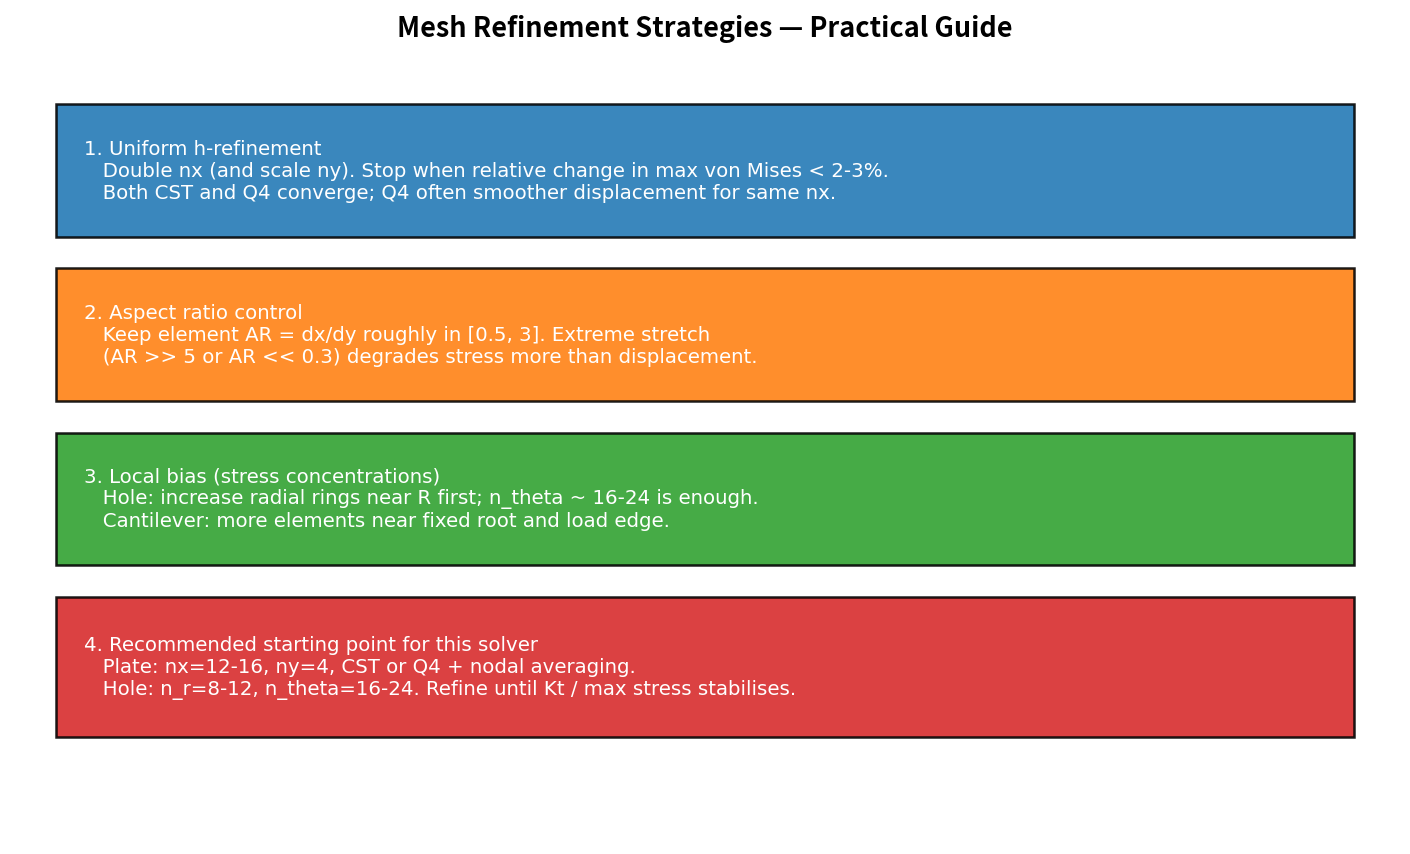 Mesh Refinement Strategies — Practical Guide
1. Uniform h-refinement
Double nx (and scale ny). Stop when relative change in max von Mises < 2-3%.
Both CST and Q4 converge; Q4 often smoother displacement for same nx.
2. Aspect ratio control
Keep element AR = dx/dy roughly in [0.5, 3]. Extreme stretch
(AR >> 5 or AR << 0.3) degrades stress more than displacement.
3. Local bias (stress concentrations)
Hole: increase radial rings near R first; n_theta ~ 16-24 is enough.
Cantilever: more elements near fixed root and load edge.
4. Recommended starting point for this solver
Plate: nx=12-16, ny=4, CST or Q4 + nodal averaging.
Hole: n_r=8-12, n_theta=16-24. Refine until Kt / max stress stabilises.